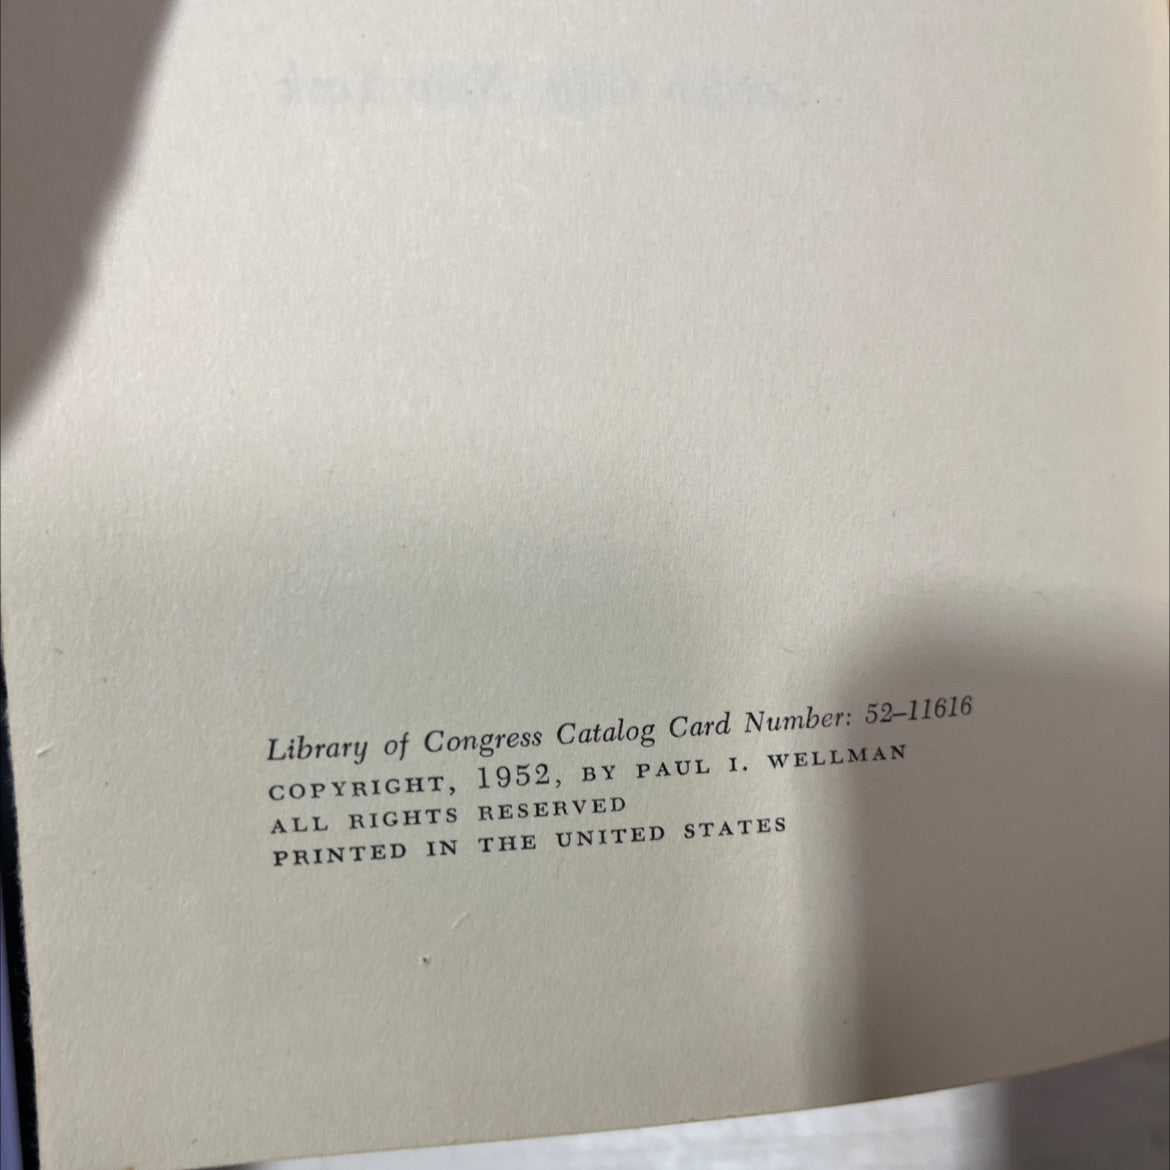 Library of Congress Catalog Card Number: 52–11616
COPYRIGHT, 1952, BY PAUL I. WELLMAN
ALL RIGHTS RESERVED
PRINTED IN THE UNITED STATES